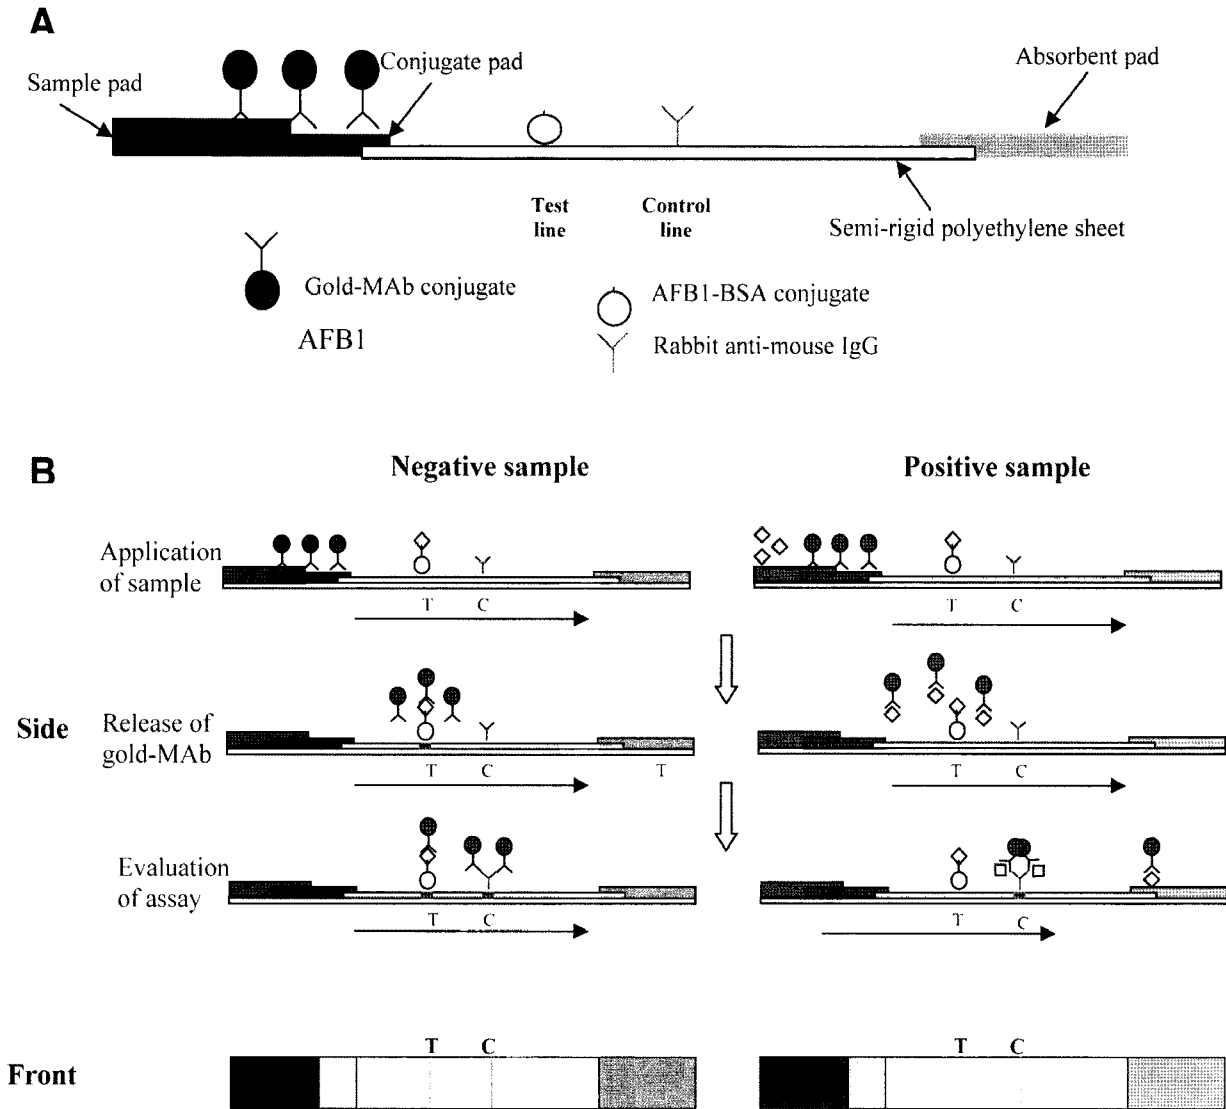 A
Sample pad
Conjugate pad
Absorbent pad
Test line
Control line
Semi-rigid polyethylene sheet
Gold-MAb conjugate
AFB1
AFB1-BSA conjugate
Rabbit anti-mouse IgG
B
Negative sample
Positive sample
Application
of sample
T C
T C
Side
Release of
gold-MAb
T C T
T C
Evaluation
of assay
T C
T C
Front
T C
T C